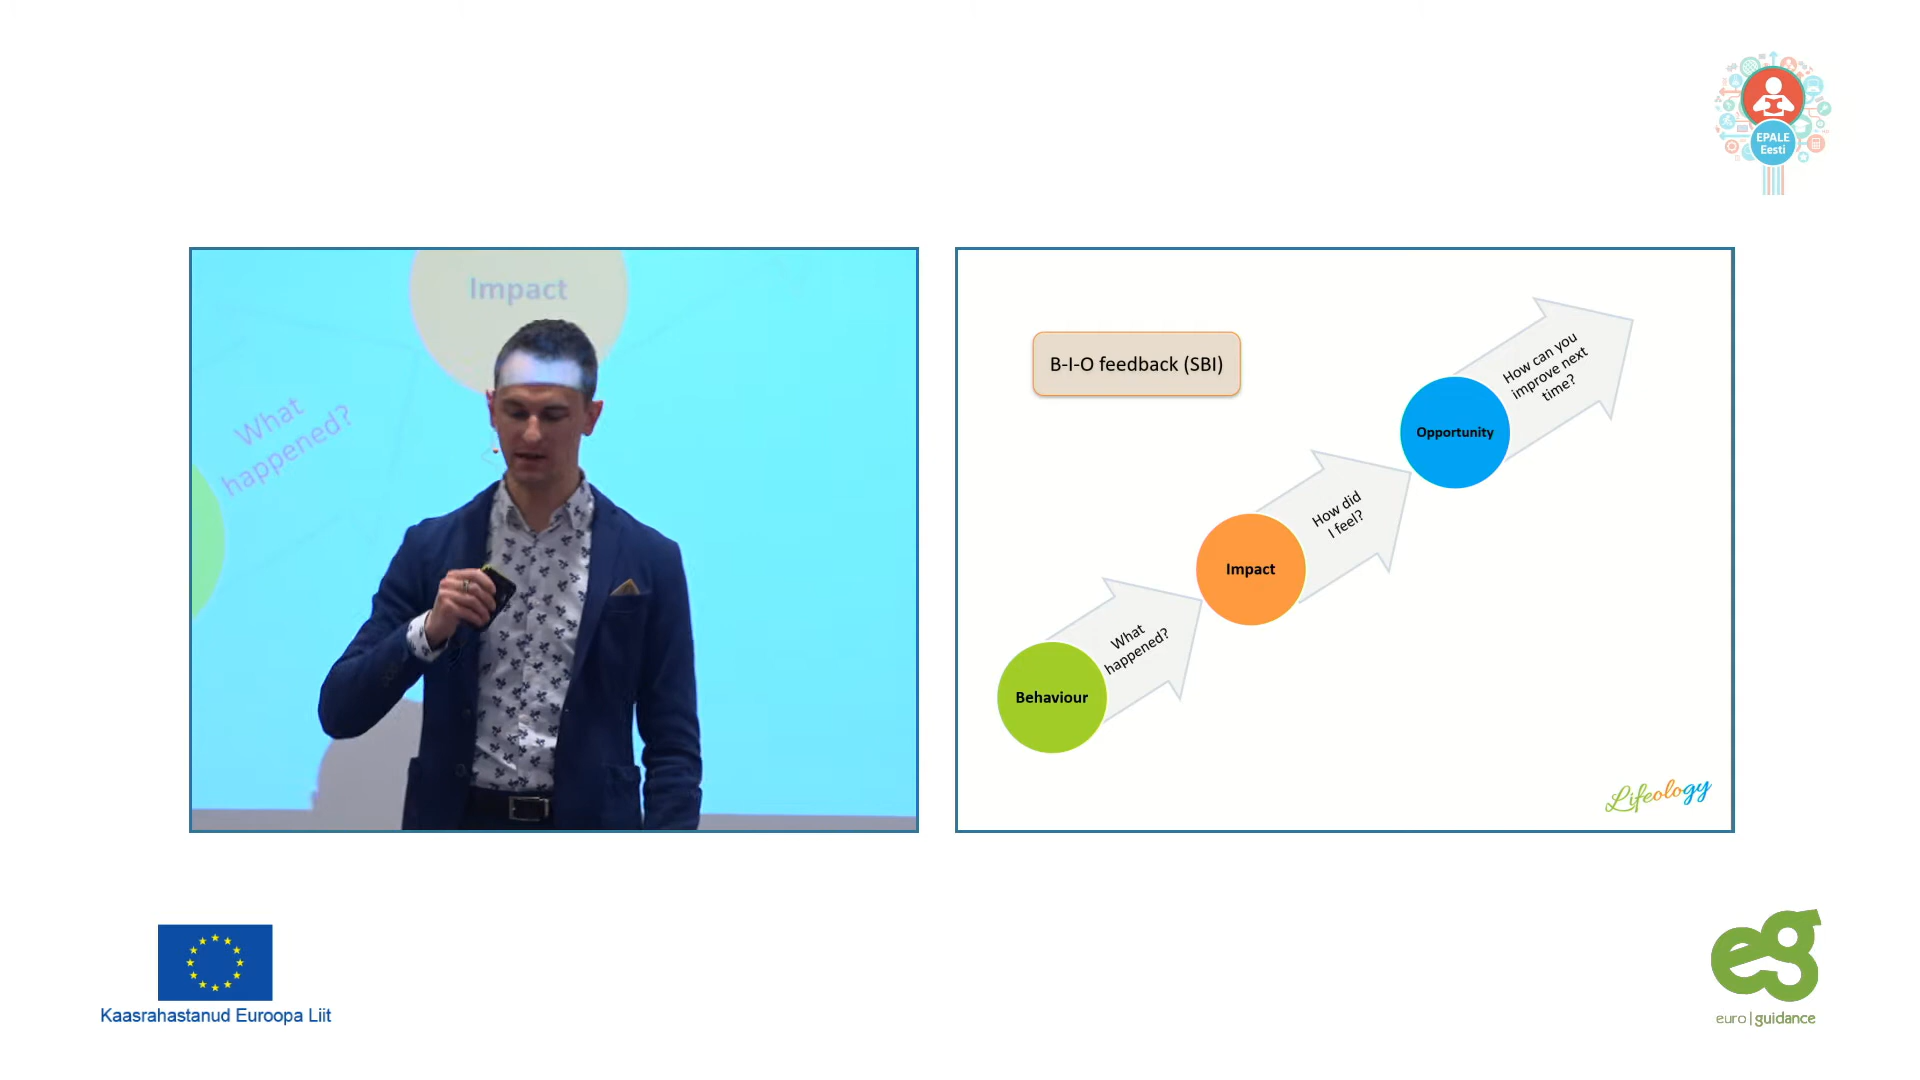 EPALE
Eesti
Impact
What
happened?
B-I-O feedback (SBI)
How can you
improve next
time?
Opportunity
How did
I feel?
Impact
What
happened?
Behaviour
Lifeology
Kaasrahastanud Euroopa Liit
eg
euro|guidance